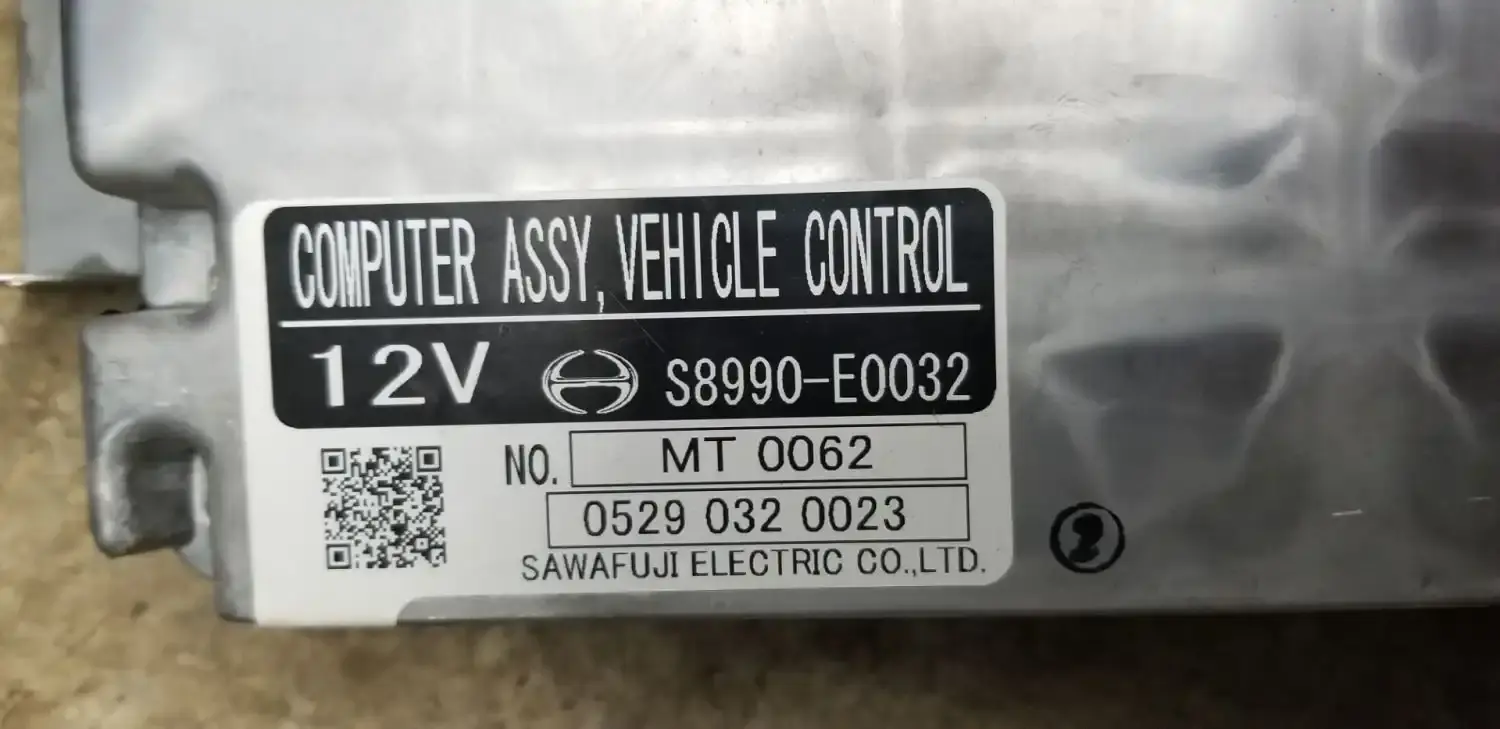 COMPUTER ASSY, VEHICLE CONTROL
12V S8990-E0032
NO. MT 0062
0529 032 0023
SAWAFUJI ELECTRIC CO.,LTD.